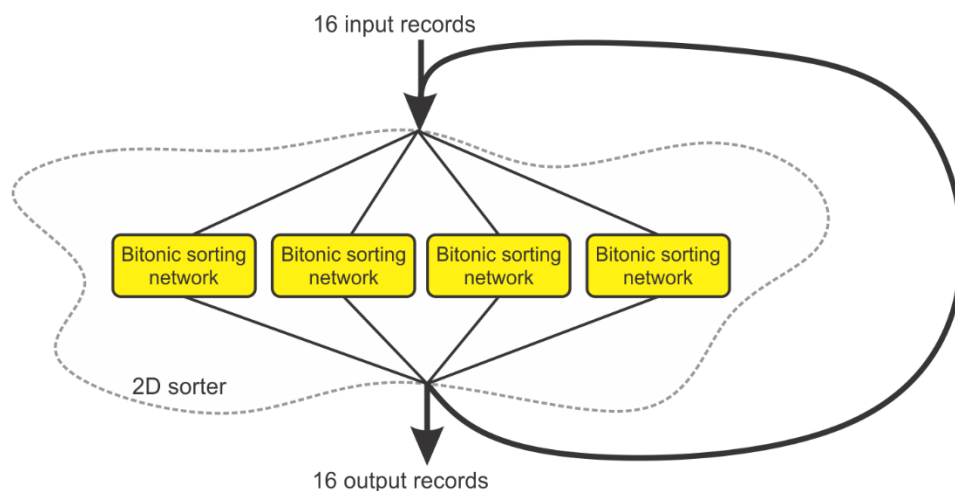 16 input records
Bitonic sorting
network
Bitonic sorting
network
Bitonic sorting
network
Bitonic sorting
network
2D sorter
16 output records